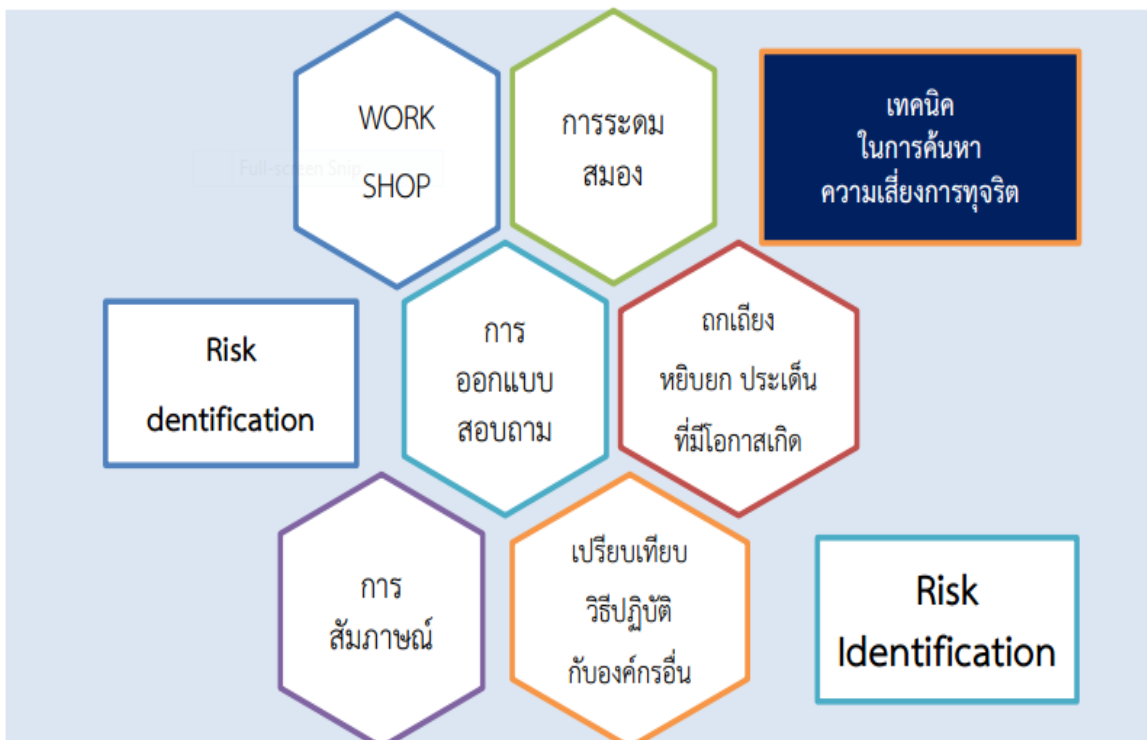 WORK
SHOP
การระดม
สมอง
เทคนิค
ในการค้นหา
ความเสี่ยงการทุจริต
Full-screen Snip
Risk
dentification
การ
ออกแบบ
สอบถาม
ถกเถียง
หยิบยก ประเด็น
ที่มีโอกาสเกิด
การ
สัมภาษณ์
เปรียบเทียบ
วิธีปฏิบัติ
กับองค์กรอื่น
Risk
Identification